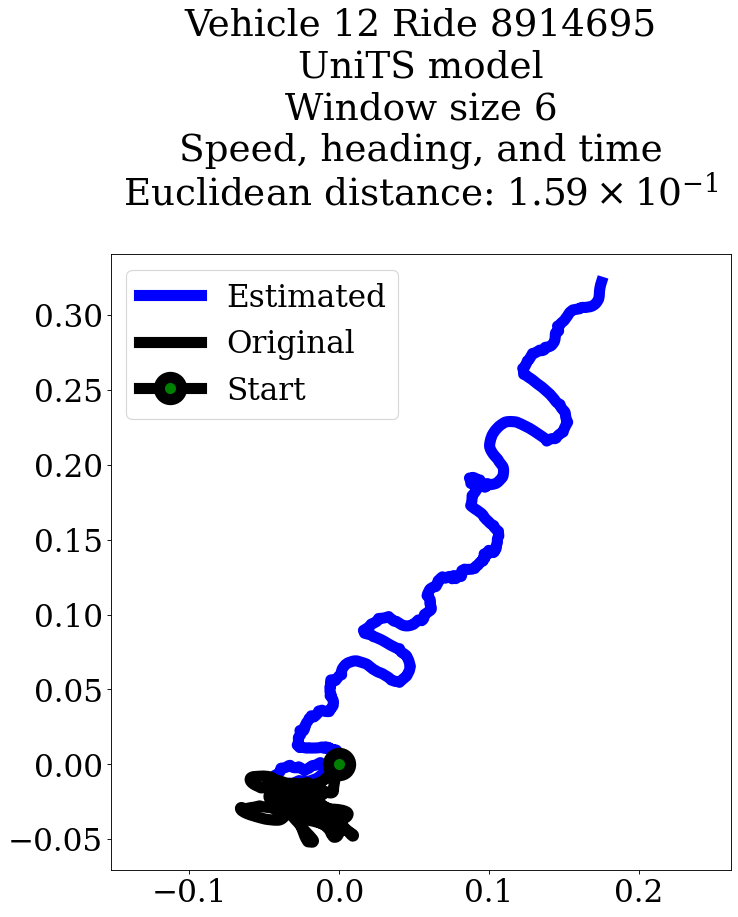 Vehicle 12 Ride 8914695
UniTS model
Window size 6
Speed, heading, and time
Euclidean distance: 1.59 × 10⁻¹
Estimated
Original
Start
0.30
0.25
0.20
0.15
0.10
0.05
0.00
−0.05
−0.1 0.0 0.1 0.2